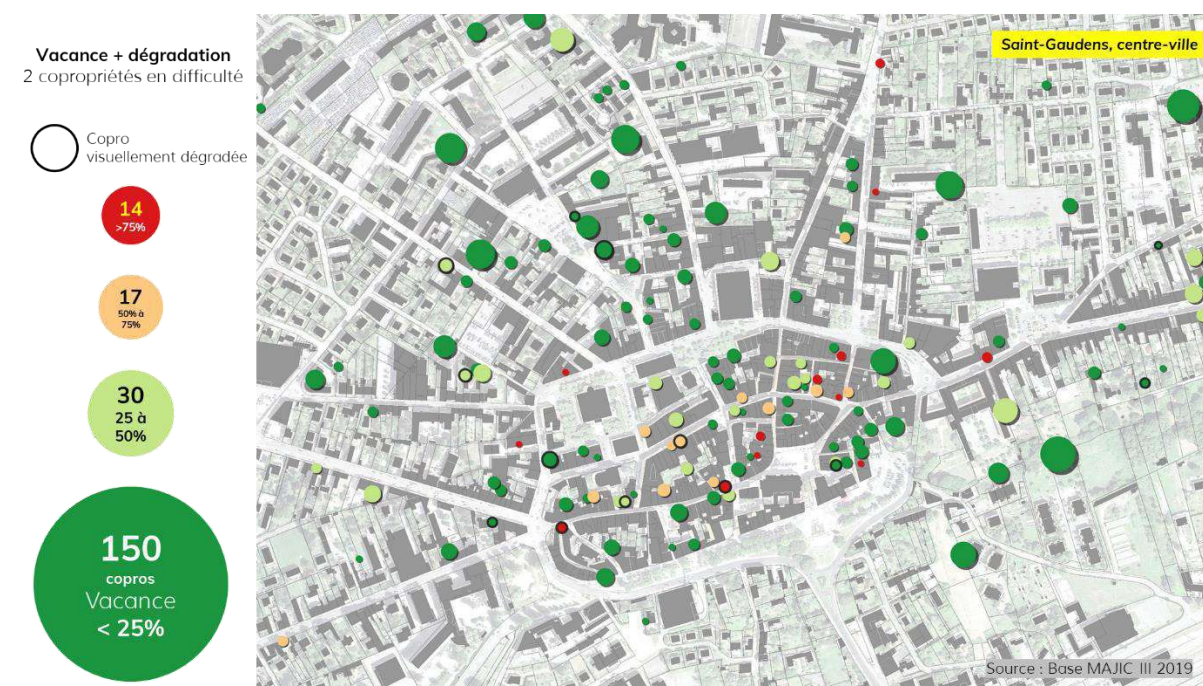 Vacance + dégradation
2 copropriétés en difficulté
Copro
visuellement dégradée
14
>75%
17
50% à
75%
30
25 à
50%
150
copros
Vacance
< 25%
Saint-Gaudens, centre-ville
Source : Base MAJIC III 2019